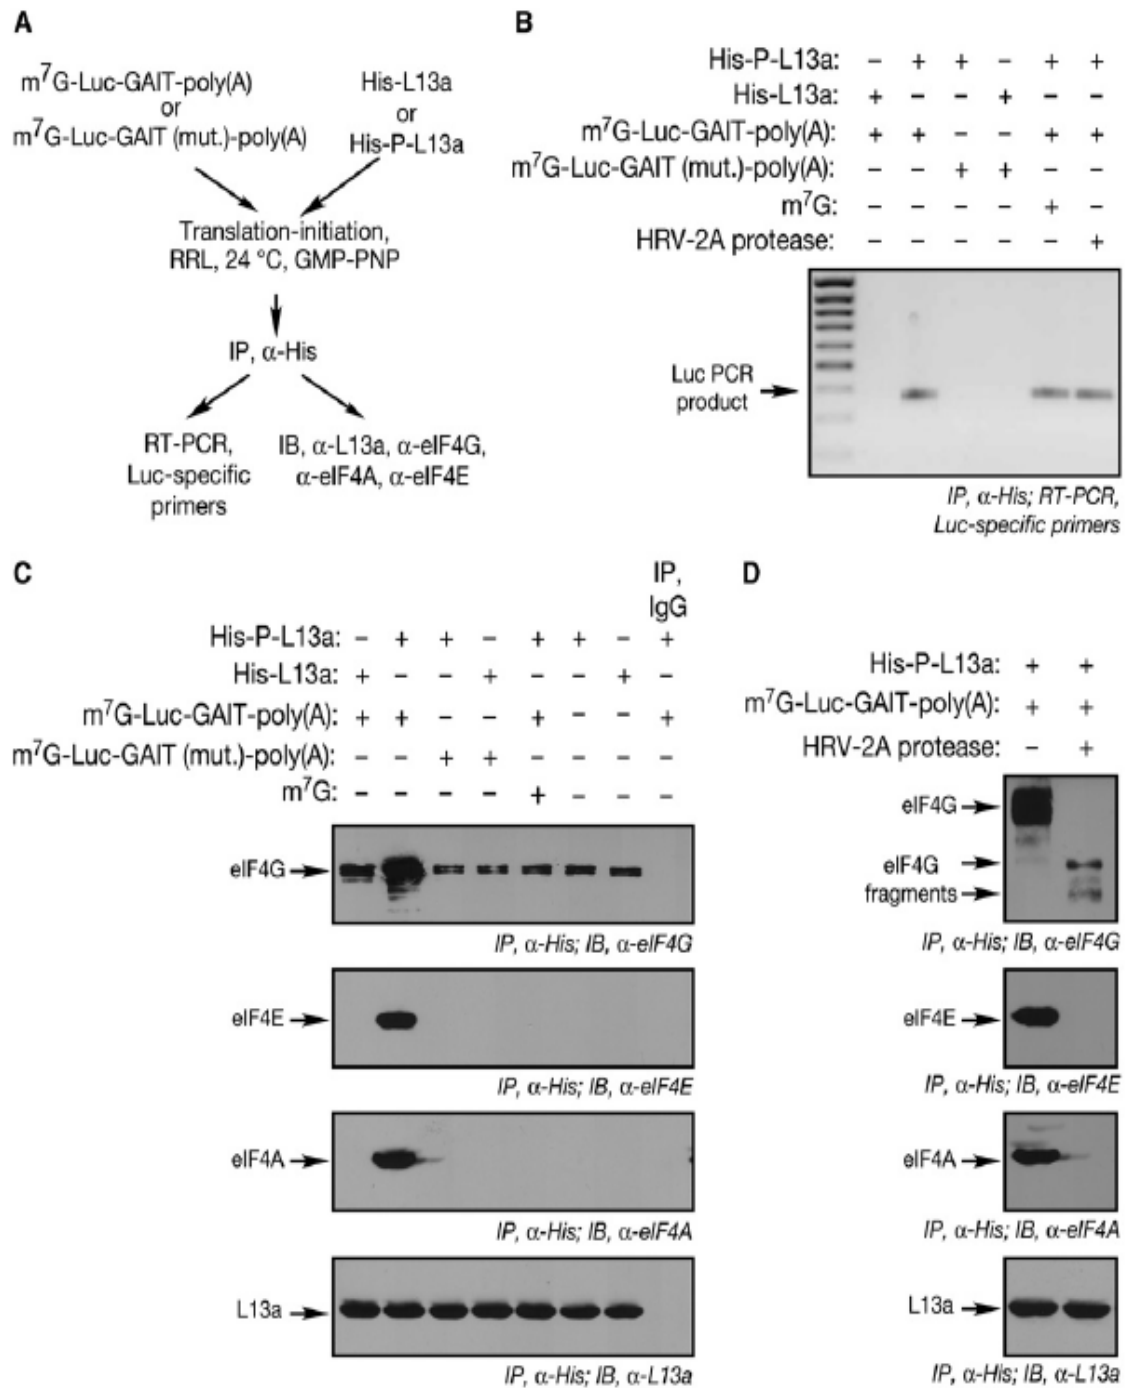 A
m⁷G-Luc-GAIT-poly(A)
or
m⁷G-Luc-GAIT (mut.)-poly(A)
His-L13a
or
His-P-L13a
Translation-initiation,
RRL, 24 °C, GMP-PNP
IP, α-His
RT-PCR,
Luc-specific
primers
IB, α-L13a, α-eIF4G,
α-eIF4A, α-eIF4E
B
His-P-L13a: – + + – + +
His-L13a: + – – + – –
m⁷G-Luc-GAIT-poly(A): + + – – + +
m⁷G-Luc-GAIT (mut.)-poly(A): – – + + – –
m⁷G: – – – – + –
HRV-2A protease: – – – – – +
Luc PCR
product
IP, α-His; RT-PCR,
Luc-specific primers
C
IP,
IgG
His-P-L13a: – + + – + + – +
His-L13a: + – – + – – + –
m⁷G-Luc-GAIT-poly(A): + + – – + – – +
m⁷G-Luc-GAIT (mut.)-poly(A): – – + + – – – –
m⁷G: – – – – + – – –
eIF4G
IP, α-His; IB, α-eIF4G
eIF4E
IP, α-His; IB, α-eIF4E
eIF4A
IP, α-His; IB, α-eIF4A
L13a
IP, α-His; IB, α-L13a
D
His-P-L13a: + +
m⁷G-Luc-GAIT-poly(A): + +
HRV-2A protease: – +
eIF4G
eIF4G
fragments
IP, α-His; IB, α-eIF4G
eIF4E
IP, α-His; IB, α-eIF4E
eIF4A
IP, α-His; IB, α-eIF4A
L13a
IP, α-His; IB, α-L13a